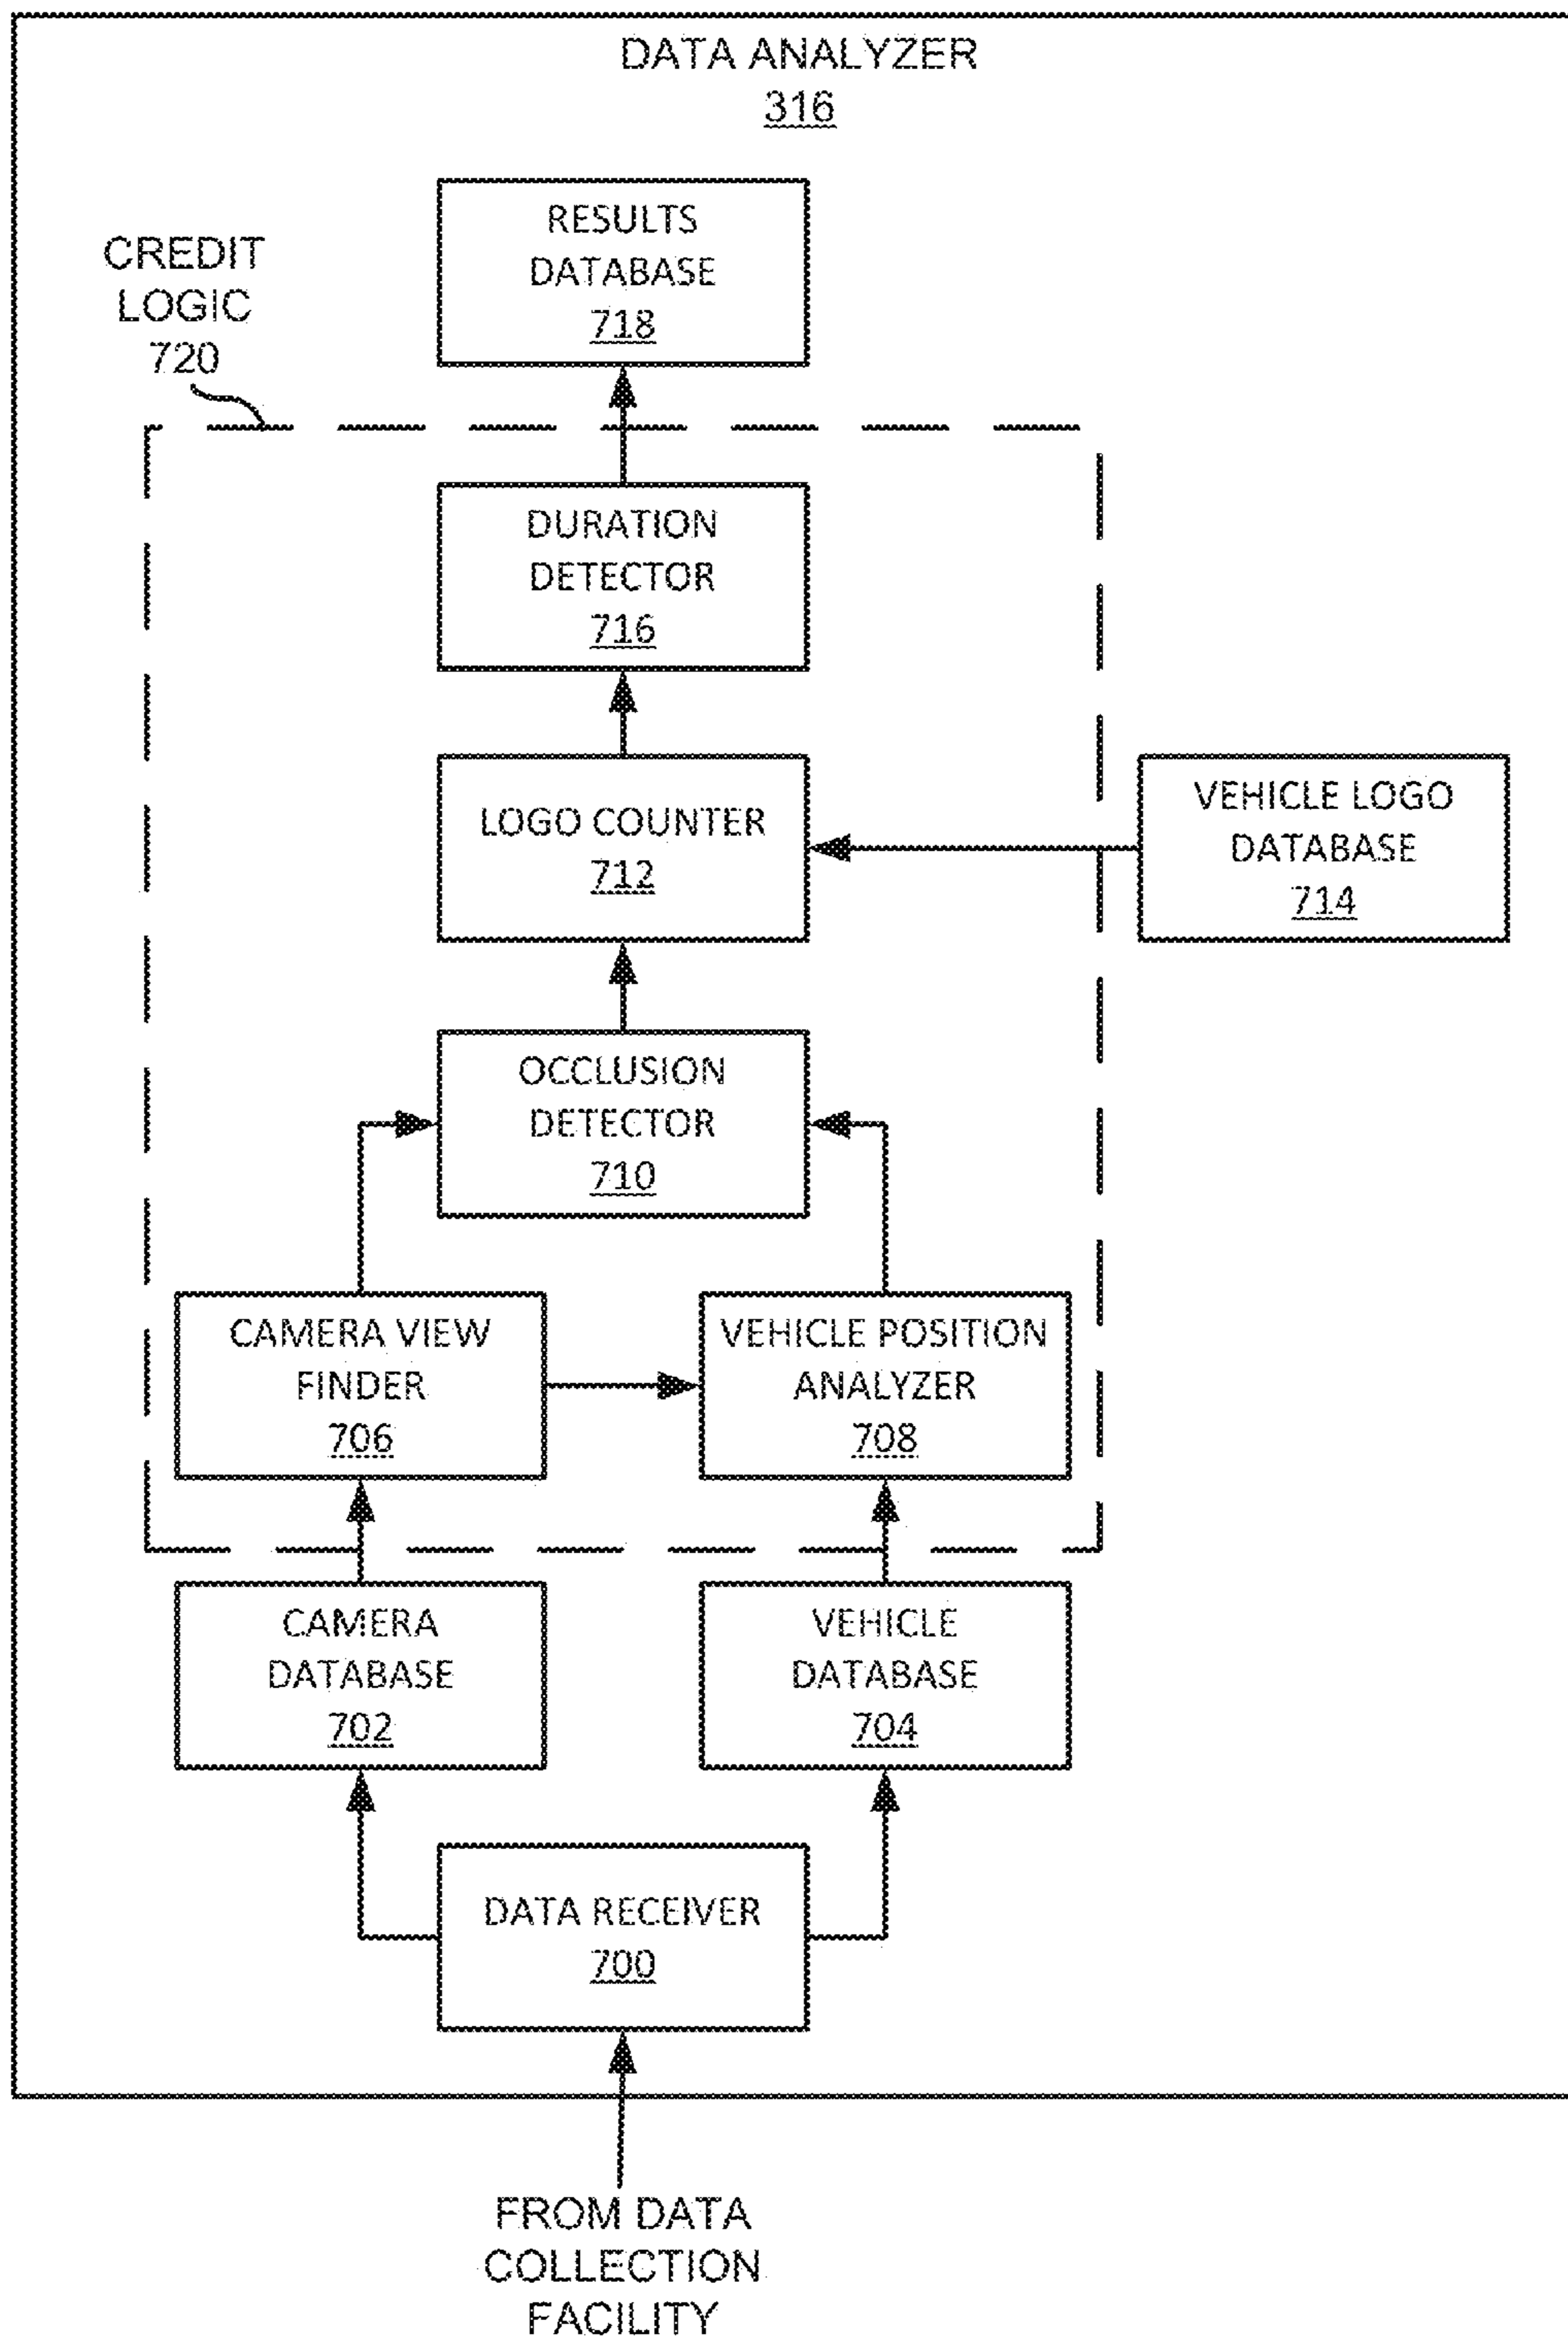 DATA ANALYZER
316
RESULTS
DATABASE
718
CREDIT
LOGIC
720
DURATION
DETECTOR
716
LOGO COUNTER
712
VEHICLE LOGO
DATABASE
714
OCCLUSION
DETECTOR
710
CAMERA VIEW
FINDER
706
VEHICLE POSITION
ANALYZER
708
CAMERA
DATABASE
702
VEHICLE
DATABASE
704
DATA RECEIVER
700
FROM DATA
COLLECTION
FACILITY